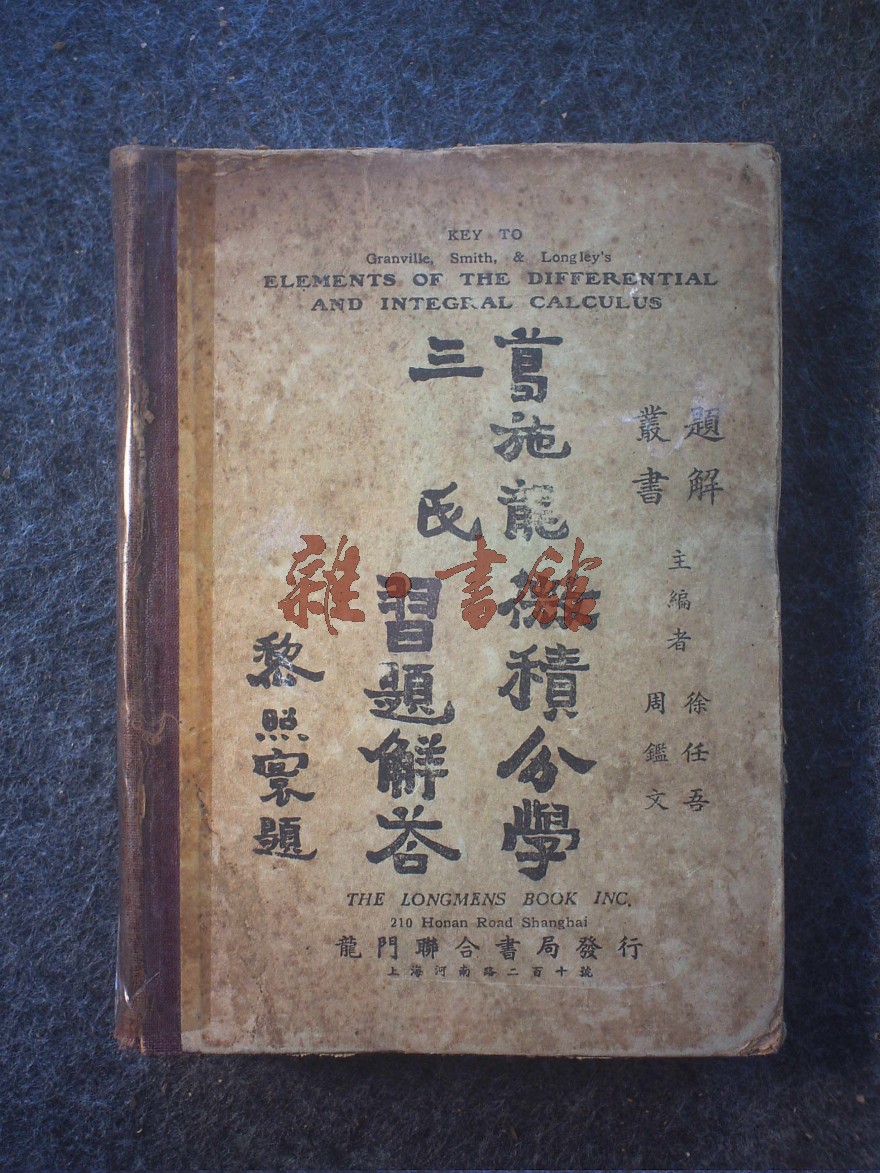 KEY TO
Granville, Smith, & Longley's
ELEMENTS OF THE DIFFERENTIAL
AND INTEGRAL CALCULUS
題解
叢書
主編者
徐任吾
周鑑文
葛施龍微積分學
三氏習題解答
黎照寰題
雜·書館
THE LONGMENS BOOK INC.
210 Honan Road Shanghai
龍門聯合書局發行
上海河南路二百十號